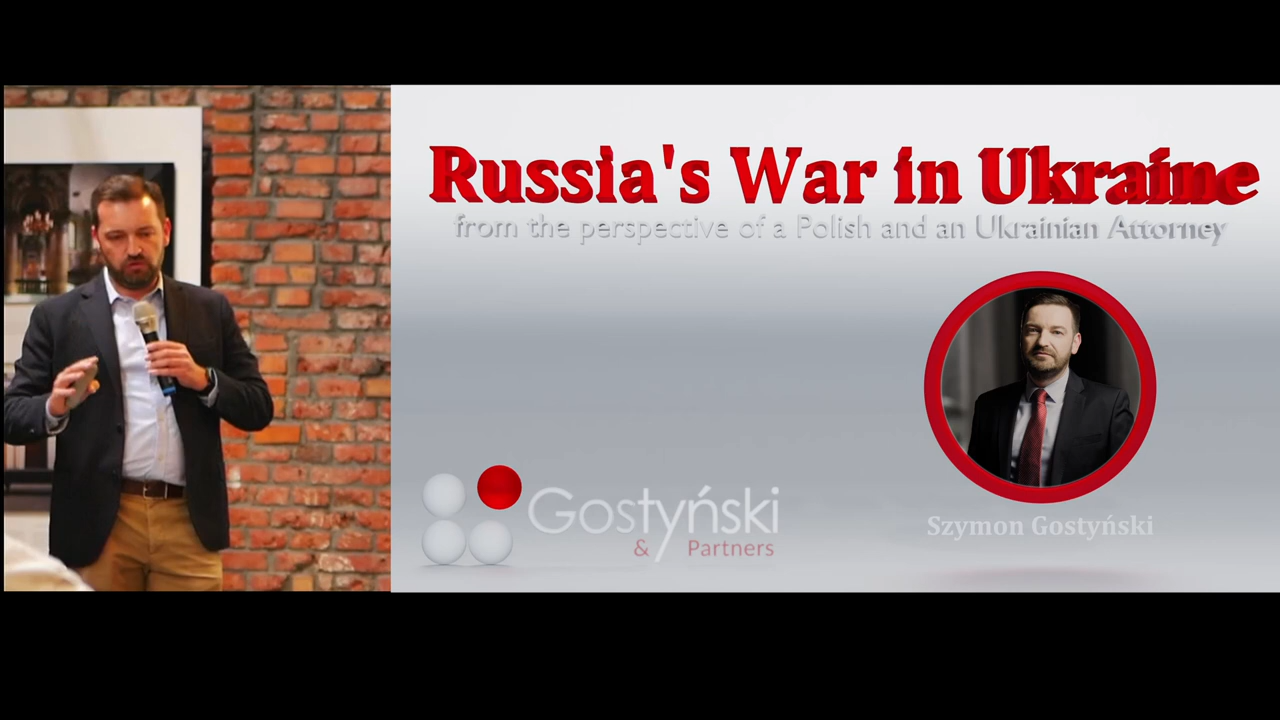 Russia's War in Ukraine
from the perspective of a Polish and an Ukrainian Attorney
Gostyński
& Partners
Szymon Gostyński